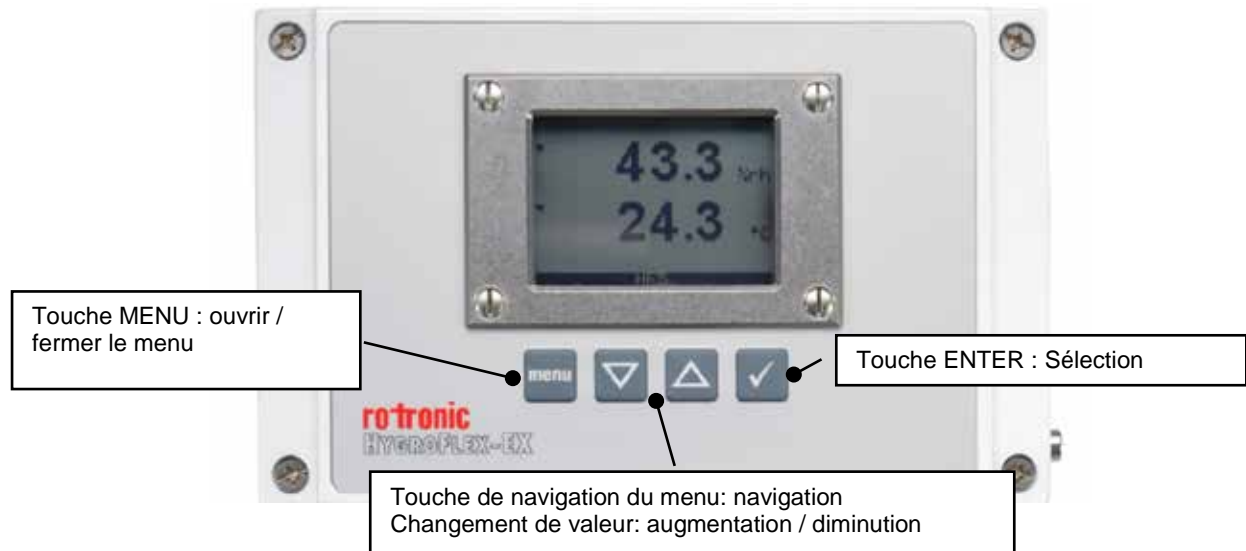 43.3 %rh
24.3 °C
Touche MENU : ouvrir /
fermer le menu
menu
Touche ENTER : Sélection
rotronic
HYGROFLEX-EX
Touche de navigation du menu: navigation
Changement de valeur: augmentation / diminution